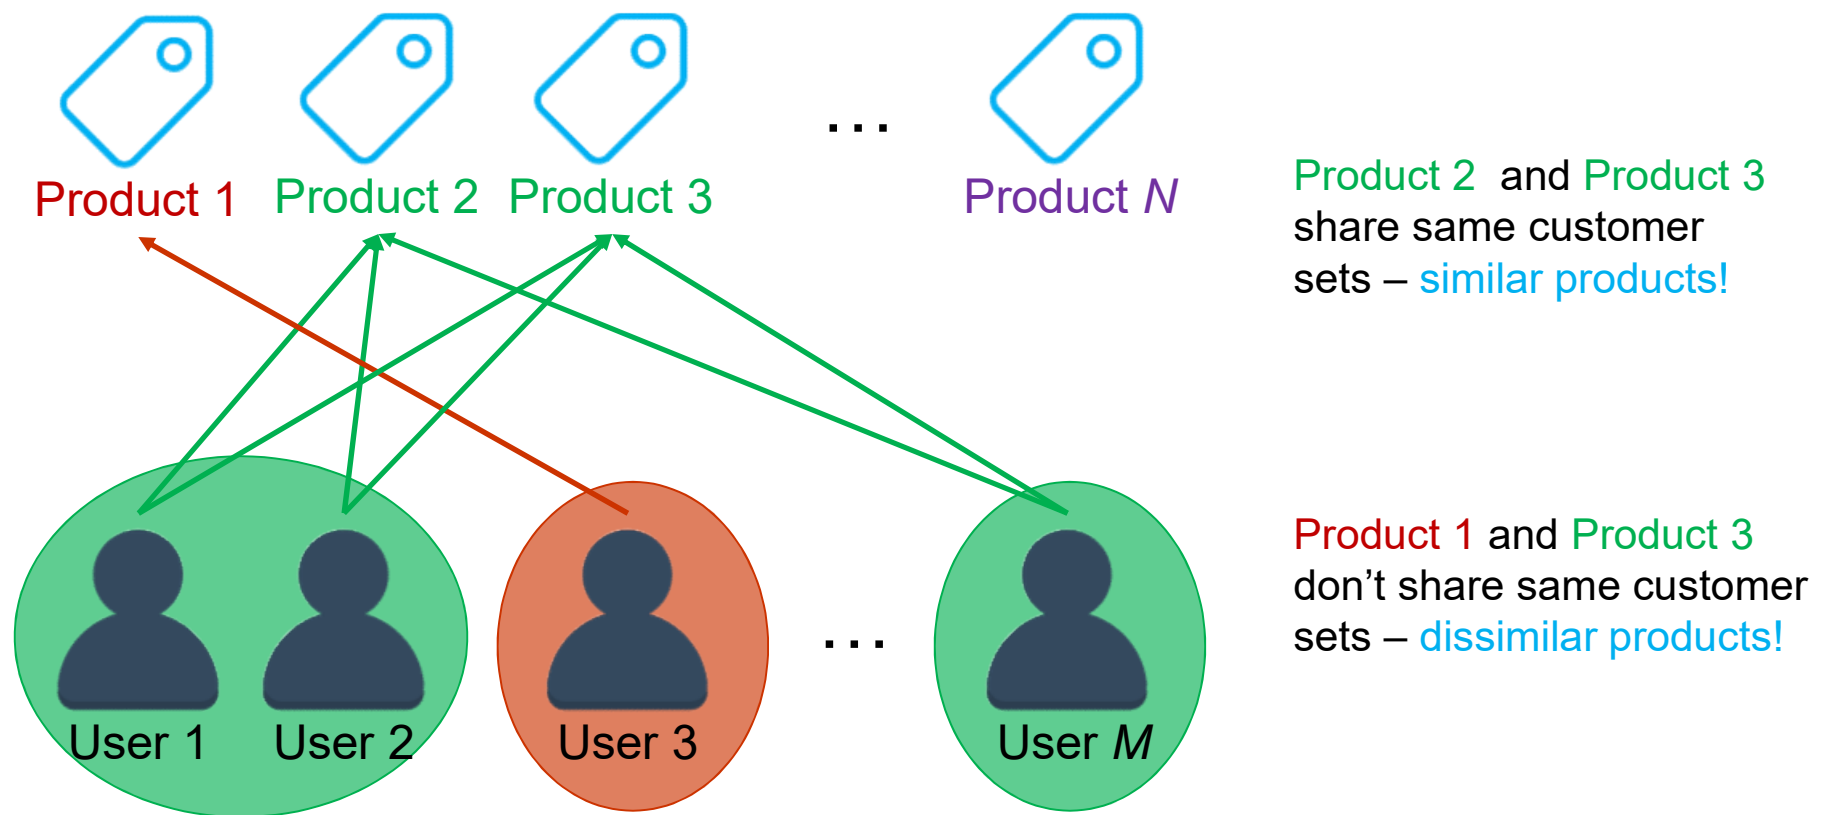 ...
Product 1 Product 2 Product 3 Product N
Product 2 and Product 3
share same customer
sets – similar products!
Product 1 and Product 3
don’t share same customer
sets – dissimilar products!
...
User 1 User 2 User 3 User M